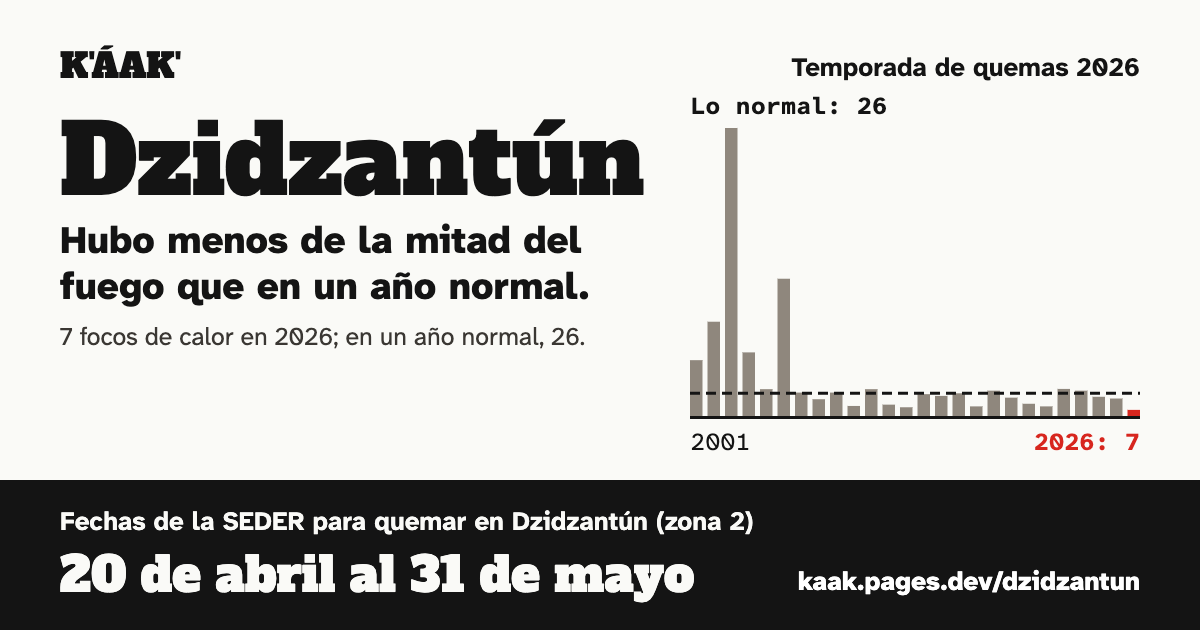 K'ÁAK'
Temporada de quemas 2026
Dzidzantún
Hubo menos de la mitad del
fuego que en un año normal.
7 focos de calor en 2026; en un año normal, 26.
Lo normal: 26
2001
2026: 7
Fechas de la SEDER para quemar en Dzidzantún (zona 2)
20 de abril al 31 de mayo
kaak.pages.dev/dzidzantun